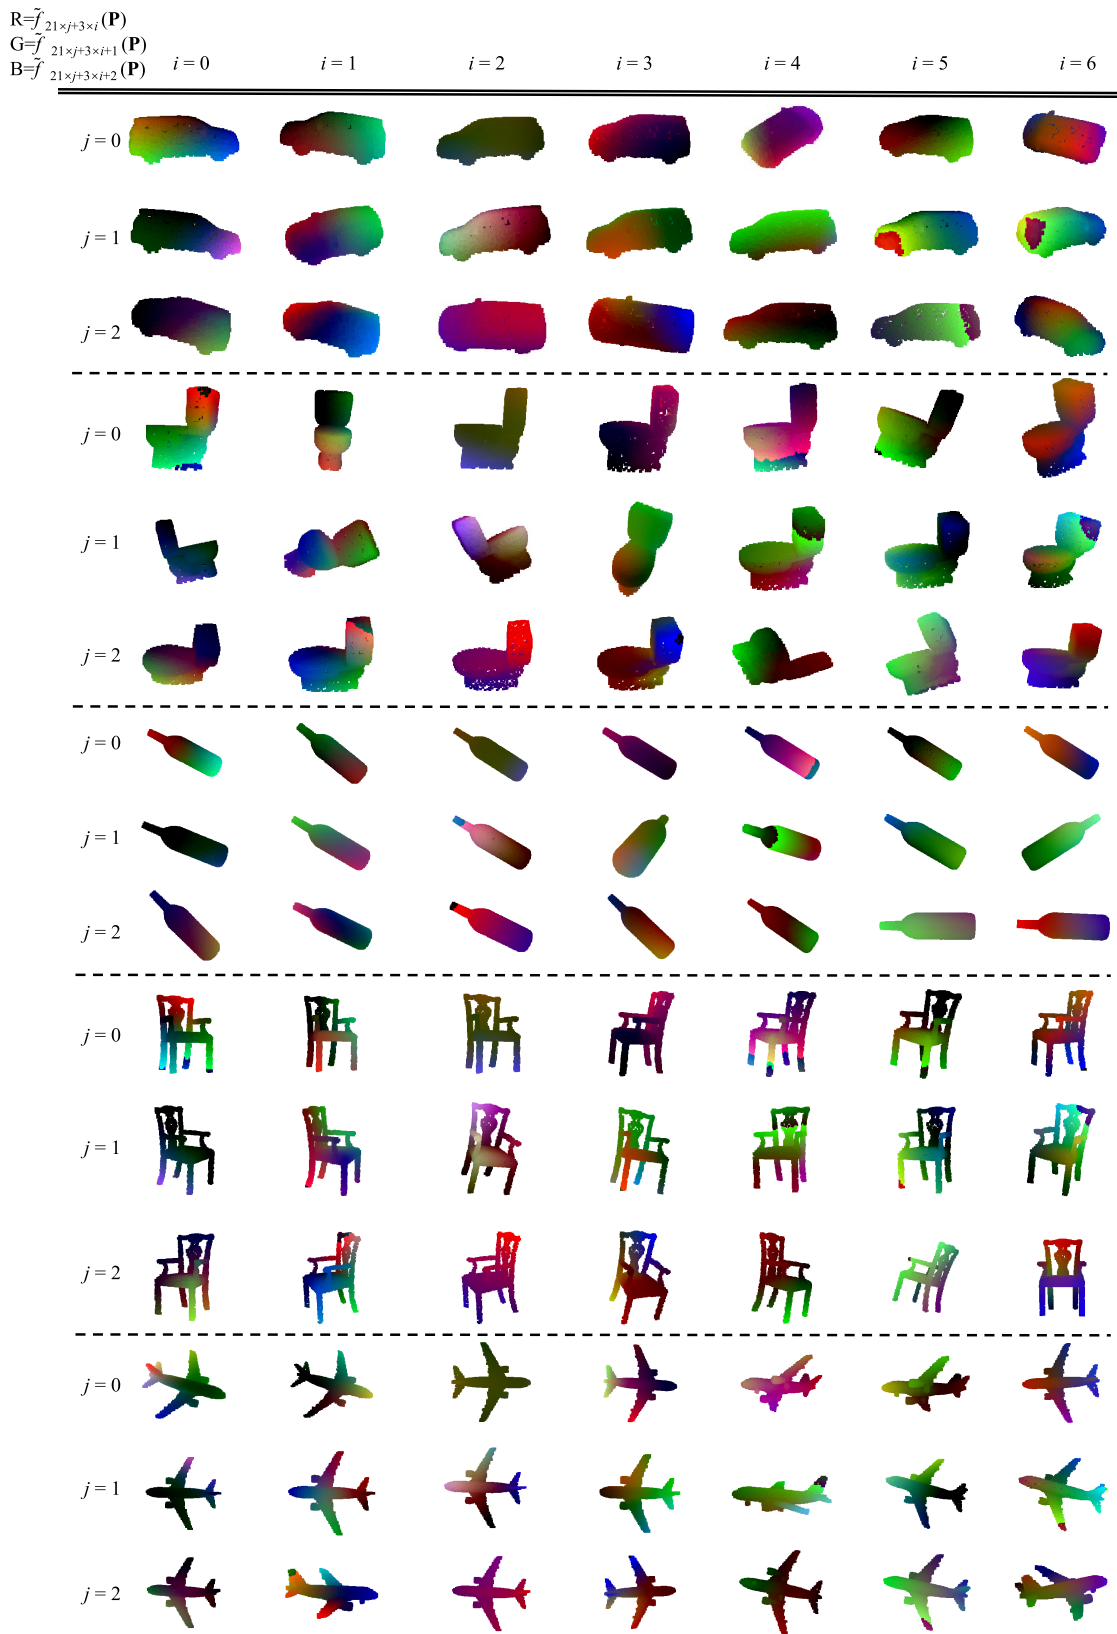 R=f̃ 21×j+3×i (P)
G=f̃ 21×j+3×i+1 (P)
B=f̃ 21×j+3×i+2 (P)
i = 0 i = 1 i = 2 i = 3 i = 4 i = 5 i = 6
j = 0
j = 1
j = 2
j = 0
j = 1
j = 2
j = 0
j = 1
j = 2
j = 0
j = 1
j = 2
j = 0
j = 1
j = 2